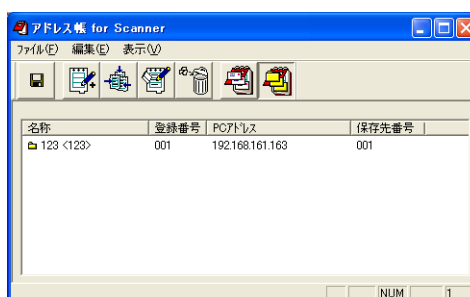 アドレス帳 for Scanner
ファイル(F) 編集(E) 表示(V)
名称 登録番号 PCアドレス 保存先番号
123 <123> 001 192.168.161.163 001
NUM 1